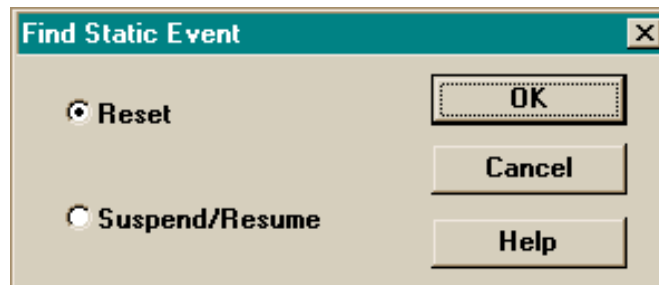 Find Static Event
Reset
OK
Cancel
Suspend/Resume
Help